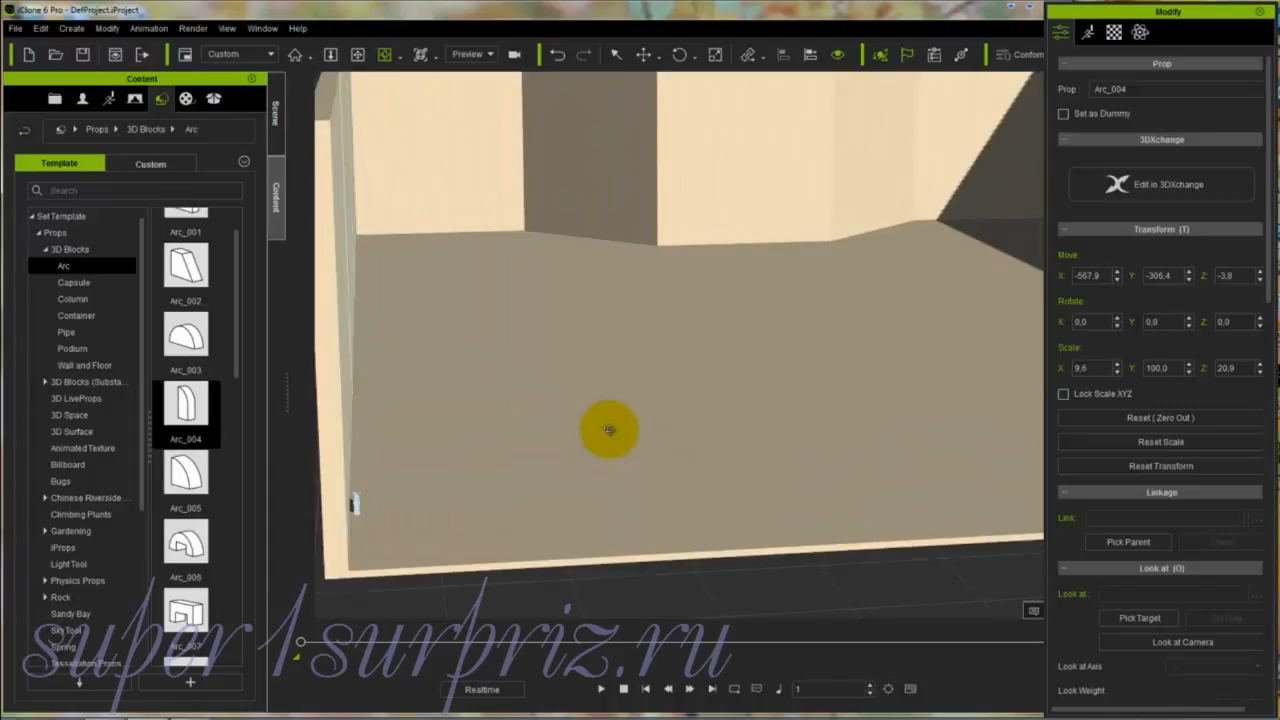 iClone 6 Pro - DefProject.iProject
File Edit Create Modify Animation Render View Window Help
Custom
Preview
Conform
Content
Props 3D Blocks Arc
Template
Custom
Search
Set Template
Props
3D Blocks
Arc
Capsule
Column
Container
Pipe
Podium
Wall and Floor
3D Blocks (Substa...
3D LiveProps
3D Space
3D Surface
Animated Texture
Billboard
Bugs
Chinese Riverside ...
Climbing Plants
Gardening
iProps
LightTool
Physics Props
Rock
Sandy Bay
SkyTool
Spring
Tessellation Props
Arc_001
Arc_002
Arc_003
Arc_004
Arc_005
Arc_006
Arc_007
Scene
Content
super1surpriz.ru
Realtime
1
Modify
Prop
Prop : Arc_004
Set as Dummy
3DXchange
Edit in 3DXchange
Transform (T)
Move:
X: -567,9 Y: -306,4 Z: -3,8
Rotate:
X: 0,0 Y: 0,0 Z: 0,0
Scale:
X: 9,6 Y: 100,0 Z: 20,9
Lock Scale XYZ
Reset ( Zero Out )
Reset Scale
Reset Transform
Linkage
Link:
Pick Parent
Look at (O)
Look at :
Pick Target
Look at Camera
Look at Axis
Look Weight